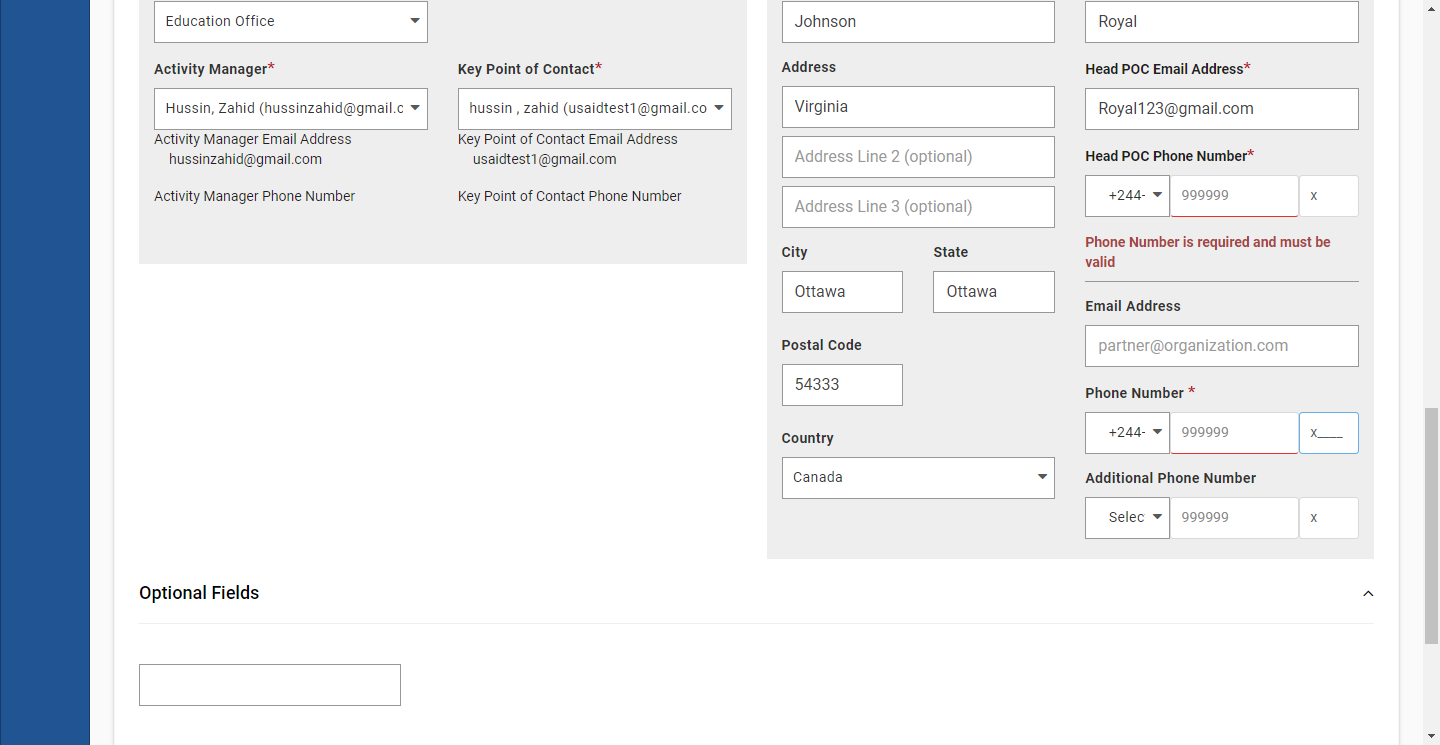 Education Office
Activity Manager*
Key Point of Contact*
Hussin, Zahid (hussinzahid@gmail.c
hussin , zahid (usaidtest1@gmail.co
Activity Manager Email Address
Key Point of Contact Email Address
hussinzahid@gmail.com
usaidtest1@gmail.com
Activity Manager Phone Number
Key Point of Contact Phone Number
Johnson
Address
Virginia
Address Line 2 (optional)
Address Line 3 (optional)
City
State
Ottawa
Ottawa
Postal Code
54333
Country
Canada
Royal
Head POC Email Address*
Royal123@gmail.com
Head POC Phone Number*
+244- 999999 x
Phone Number is required and must be
valid
Email Address
partner@organization.com
Phone Number *
+244- 999999 x____
Additional Phone Number
Selec 999999 x
Optional Fields